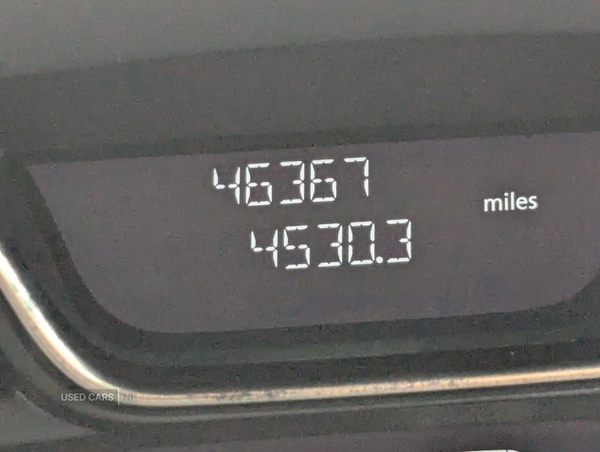 46367
miles
4530.3
USED CARS NI